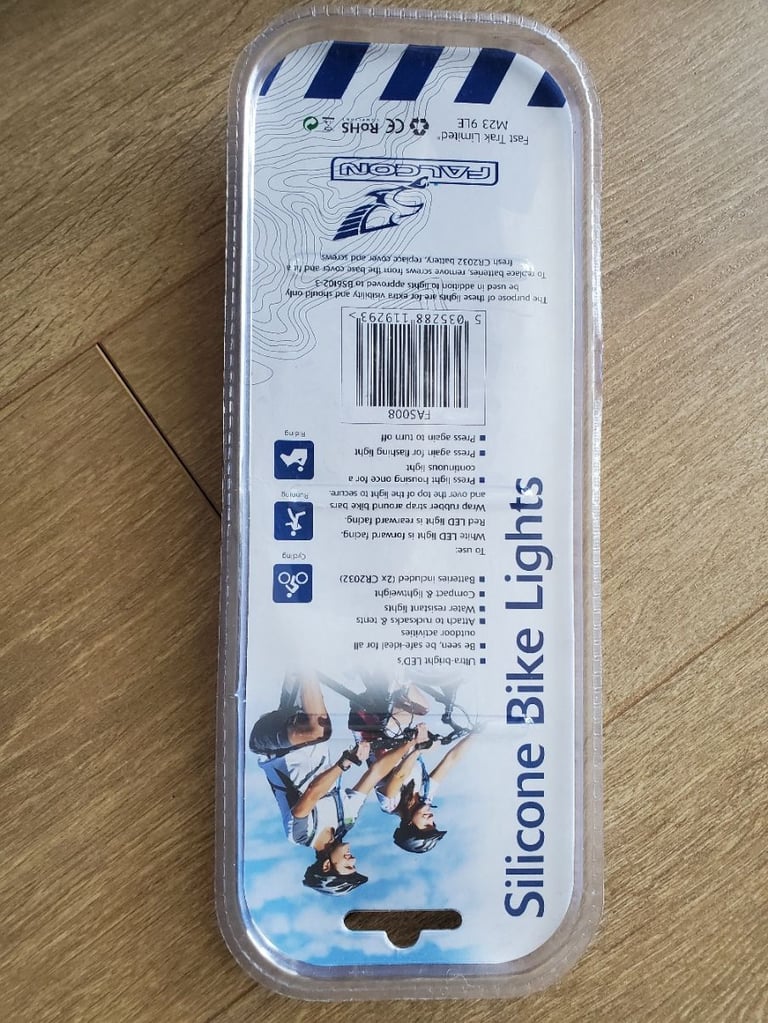 Silicone Bike Lights
Ultra-bright LED's
Be seen, be safe-ideal for all
outdoor activities
Attach to rucksacks & tents
Water resistant lights
Compact & lightweight
Batteries included (2x CR2032)
Cycling
Running
Riding
To use:
White LED light is forward facing.
Red LED light is rearward facing.
Wrap rubber strap around bike bars
and over the top of the light to secure.
Press light housing once for a
continuous light
Press again for flashing light
Press again to turn off
FAS008
5 035288 119293 >
The purpose of these lights are for extra visibility and should only
be used in addition to lights approved to BS6102-3
To replace batteries, remove screws from the base cover and fit a
fresh CR2032 battery, replace cover and screws
FALCON
Fast Trak Limited®
M23 9LE
CE RoHS